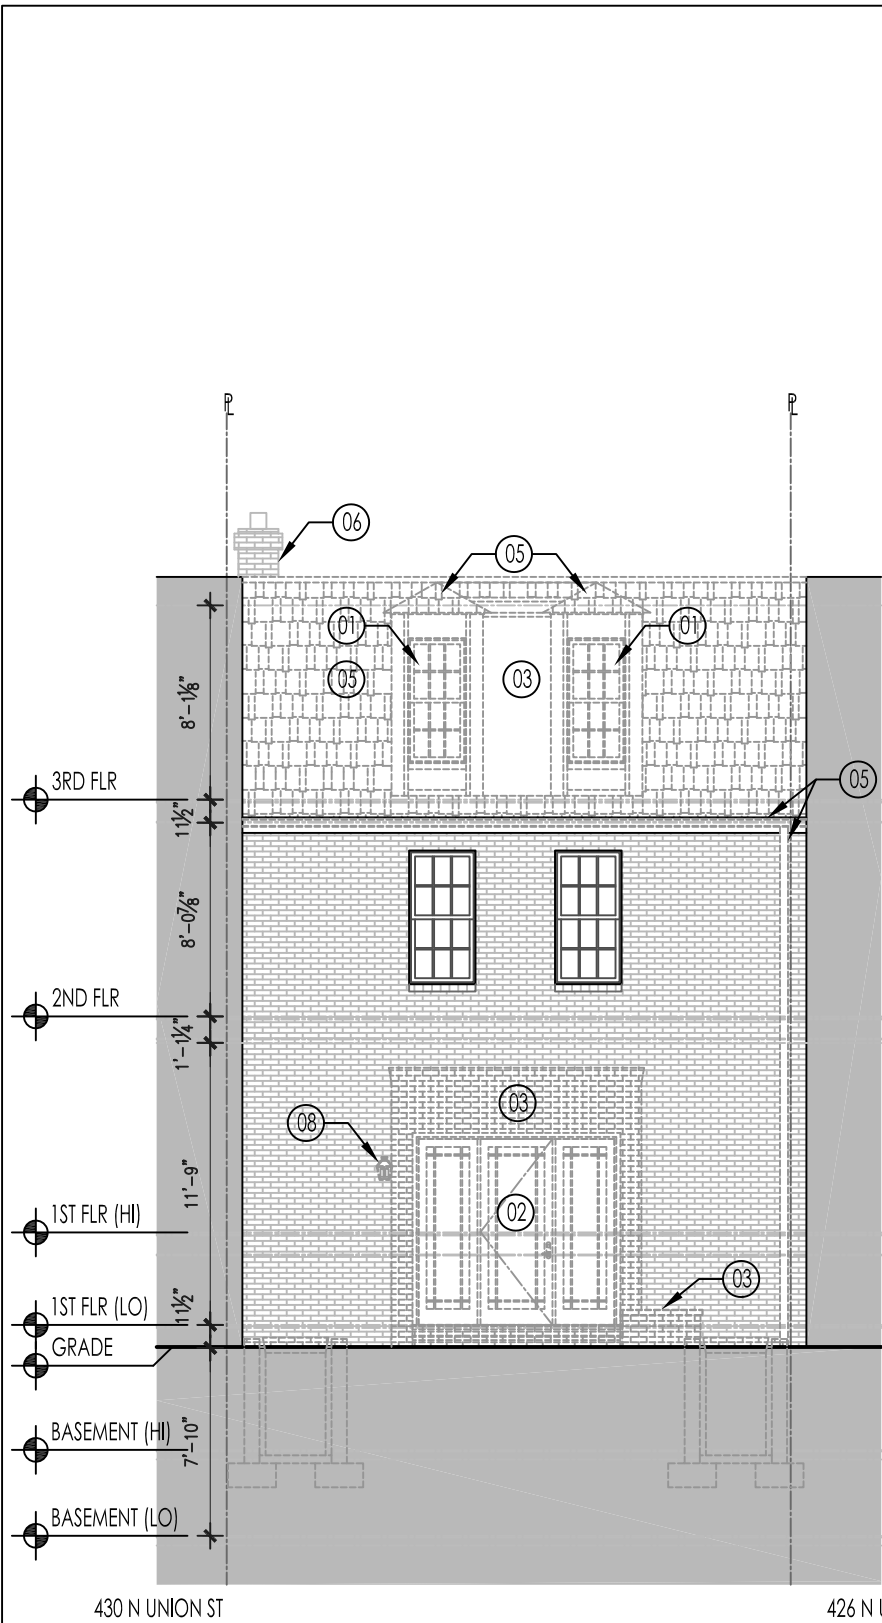 ℄
℄
06
05
01
01
05
03
8'-1⅛"
3RD FLR
05
11½"
8'-0⅞"
2ND FLR
1'-1¼"
03
08
11'-9"
02
1ST FLR (HI)
03
1ST FLR (LO)
11½"
GRADE
BASEMENT (HI)
7'-10"
BASEMENT (LO)
430 N UNION ST
426 N